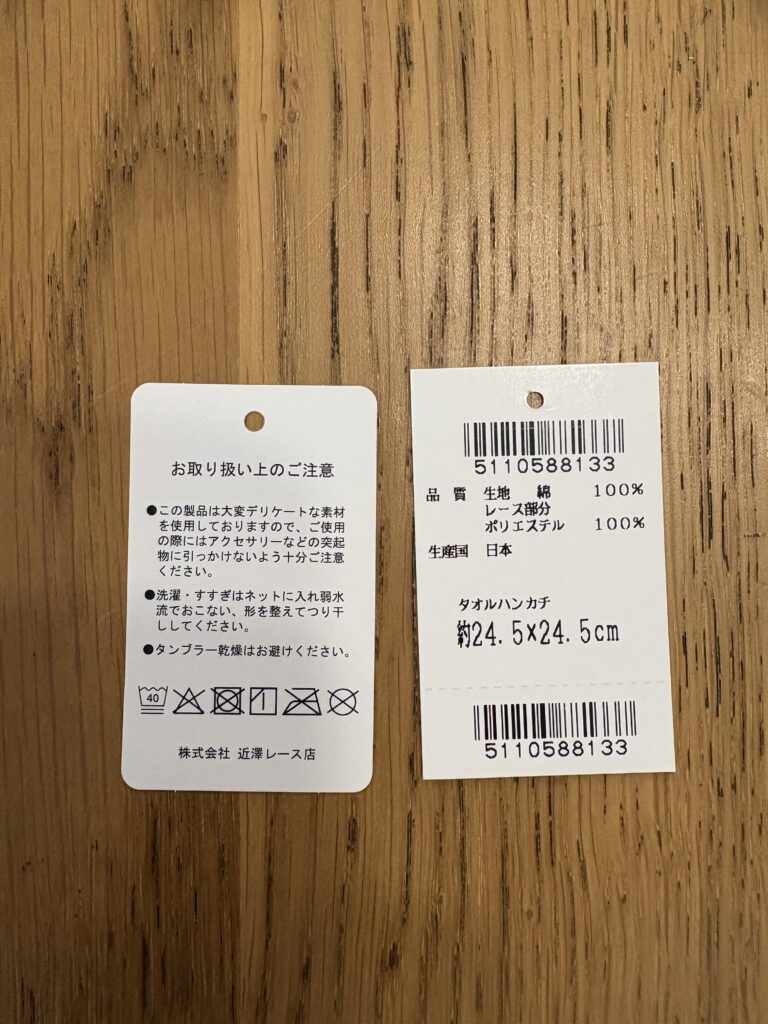 お取り扱い上のご注意
●この製品は大変デリケートな素材
を使用しておりますので、ご使用
の際にはアクセサリーなどの突起
物に引っかけないよう十分ご注意
ください。
●洗濯・すすぎはネットに入れ弱水
流でおこない、形を整えてつり干
ししてください。
●タンブラー乾燥はお避けください。
40
株式会社 近澤レース店
5110588133
品質 生地 綿 100%
レース部分
ポリエステル 100%
生産国 日本
タオルハンカチ
約24.5×24.5cm
5110588133